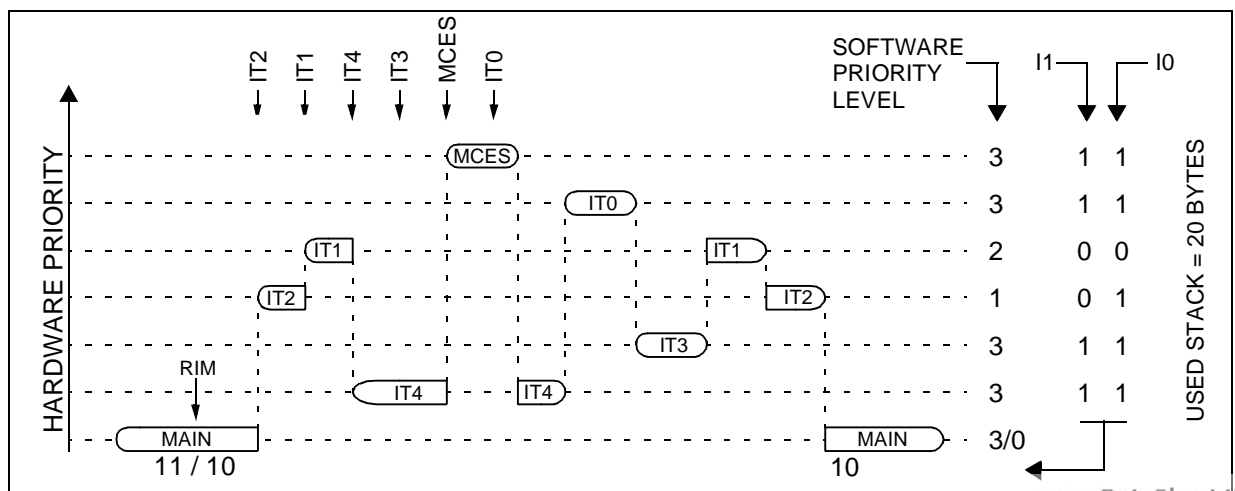 IT2
IT1
IT4
IT3
MCES
IT0
SOFTWARE
PRIORITY
LEVEL
I1
I0
HARDWARE PRIORITY
MCES
3
1 1
IT0
3
1 1
IT1
IT1
2
0 0
IT2
IT2
1
0 1
IT3
3
1 1
RIM
IT4
IT4
3
1 1
MAIN
MAIN
3/0
11 / 10
10
USED STACK = 20 BYTES